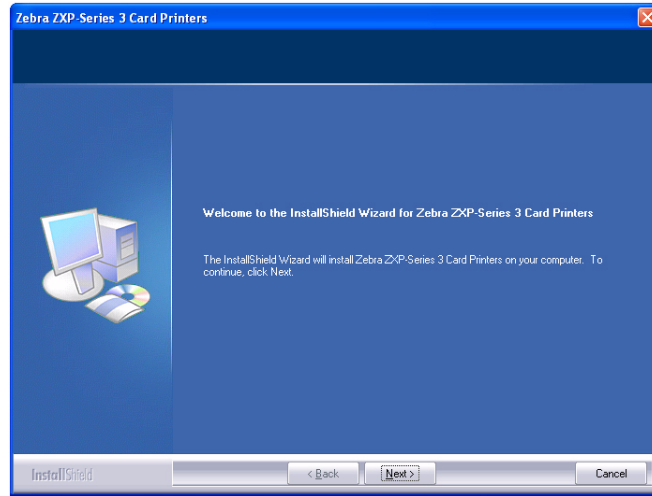 Zebra ZXP-Series 3 Card Printers
Welcome to the InstallShield Wizard for Zebra ZXP-Series 3 Card Printers
The InstallShield Wizard will install Zebra ZXP-Series 3 Card Printers on your computer. To
continue, click Next.
InstallShield
< Back
Next >
Cancel